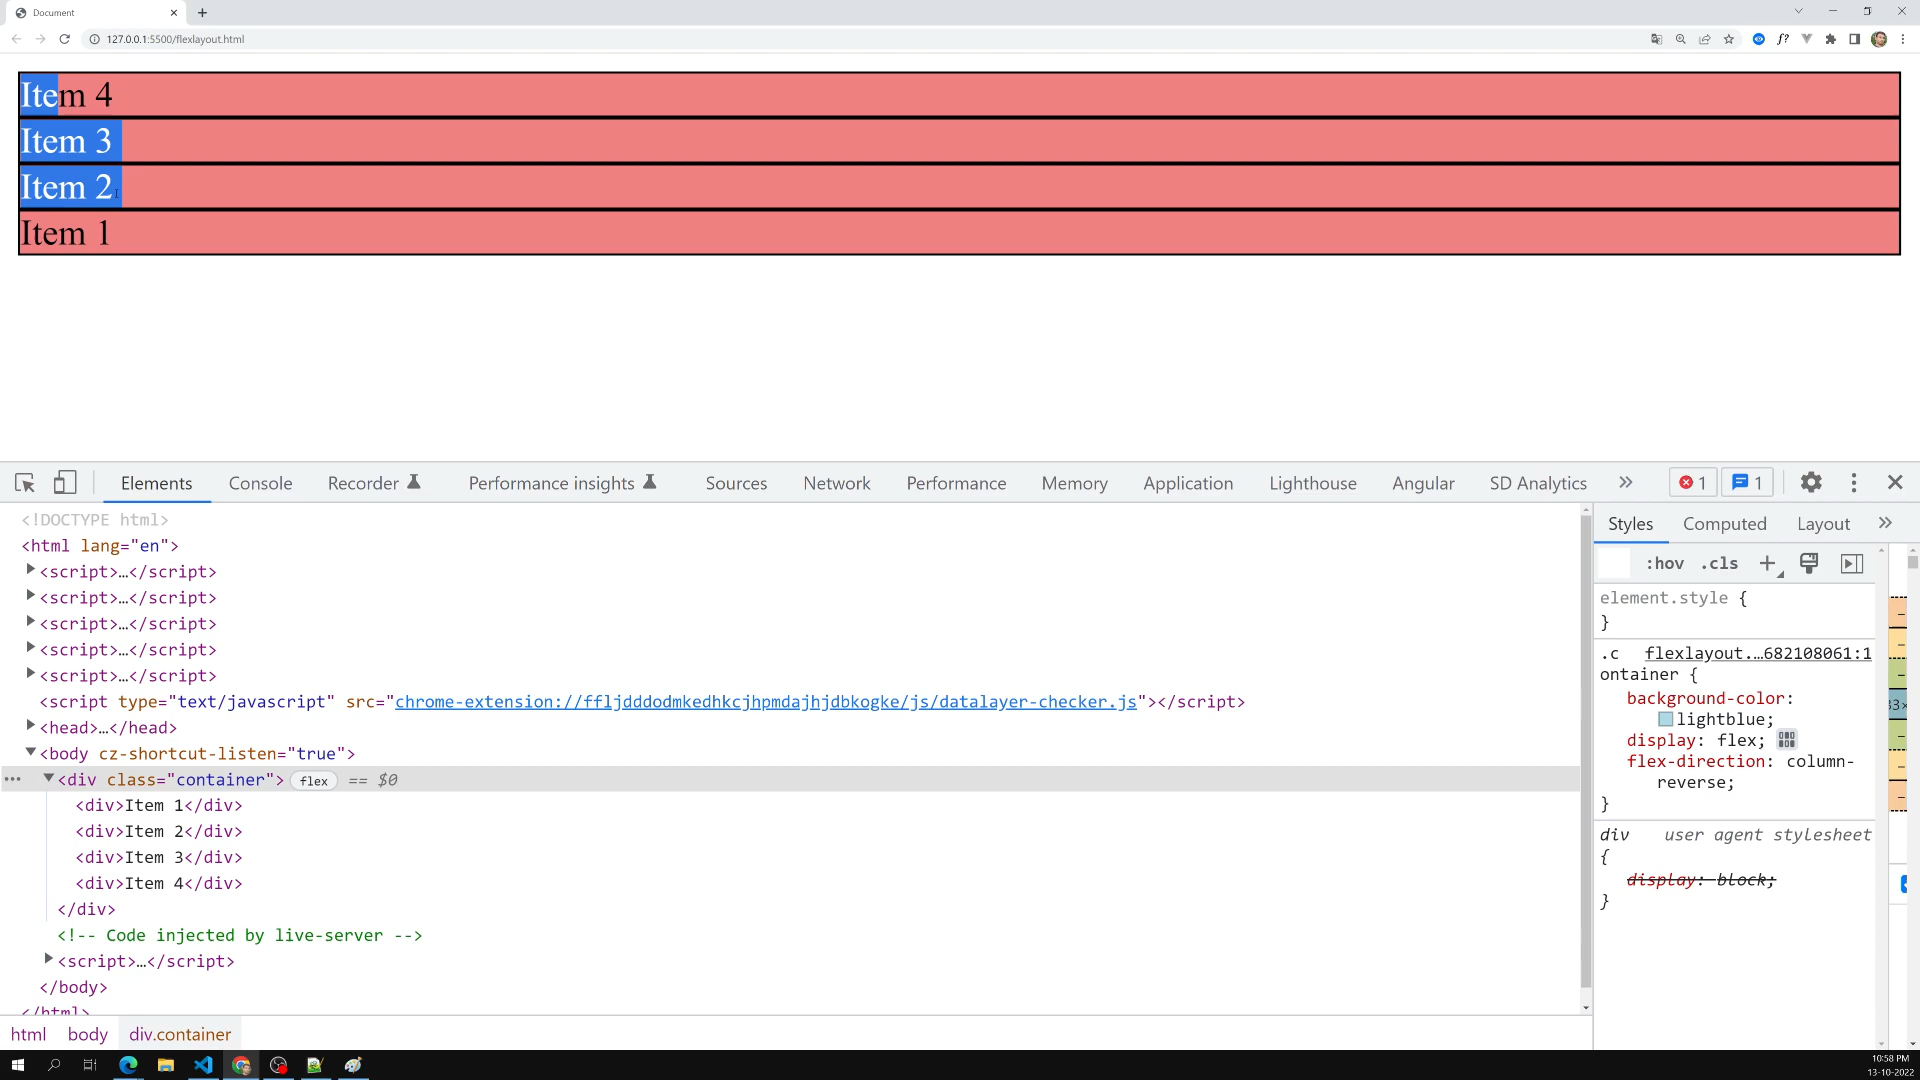 Document
127.0.0.1:5500/flexlayout.html
Item 4
Item 3
Item 2
Item 1
Elements Console Recorder Performance insights Sources Network Performance Memory Application Lighthouse Angular SD Analytics 1 1
<!DOCTYPE html>
<html lang="en">
<script>…</script>
<script>…</script>
<script>…</script>
<script>…</script>
<script>…</script>
<script type="text/javascript" src="chrome-extension://ffljdddodmkedhkcjhpmdajhjdbkogke/js/datalayer-checker.js"></script>
<head>…</head>
<body cz-shortcut-listen="true">
<div class="container"> flex == $0
<div>Item 1</div>
<div>Item 2</div>
<div>Item 3</div>
<div>Item 4</div>
</div>
<!-- Code injected by live-server -->
<script>…</script>
</body>
</html>
html body div.container
Styles Computed Layout
:hov .cls
element.style {
}
.c flexlayout.…682108061:1
ontainer {
background-color:
lightblue;
display: flex;
flex-direction: column-
reverse;
}
div user agent stylesheet
{
display: block;
}
10:58 PM
13-10-2022